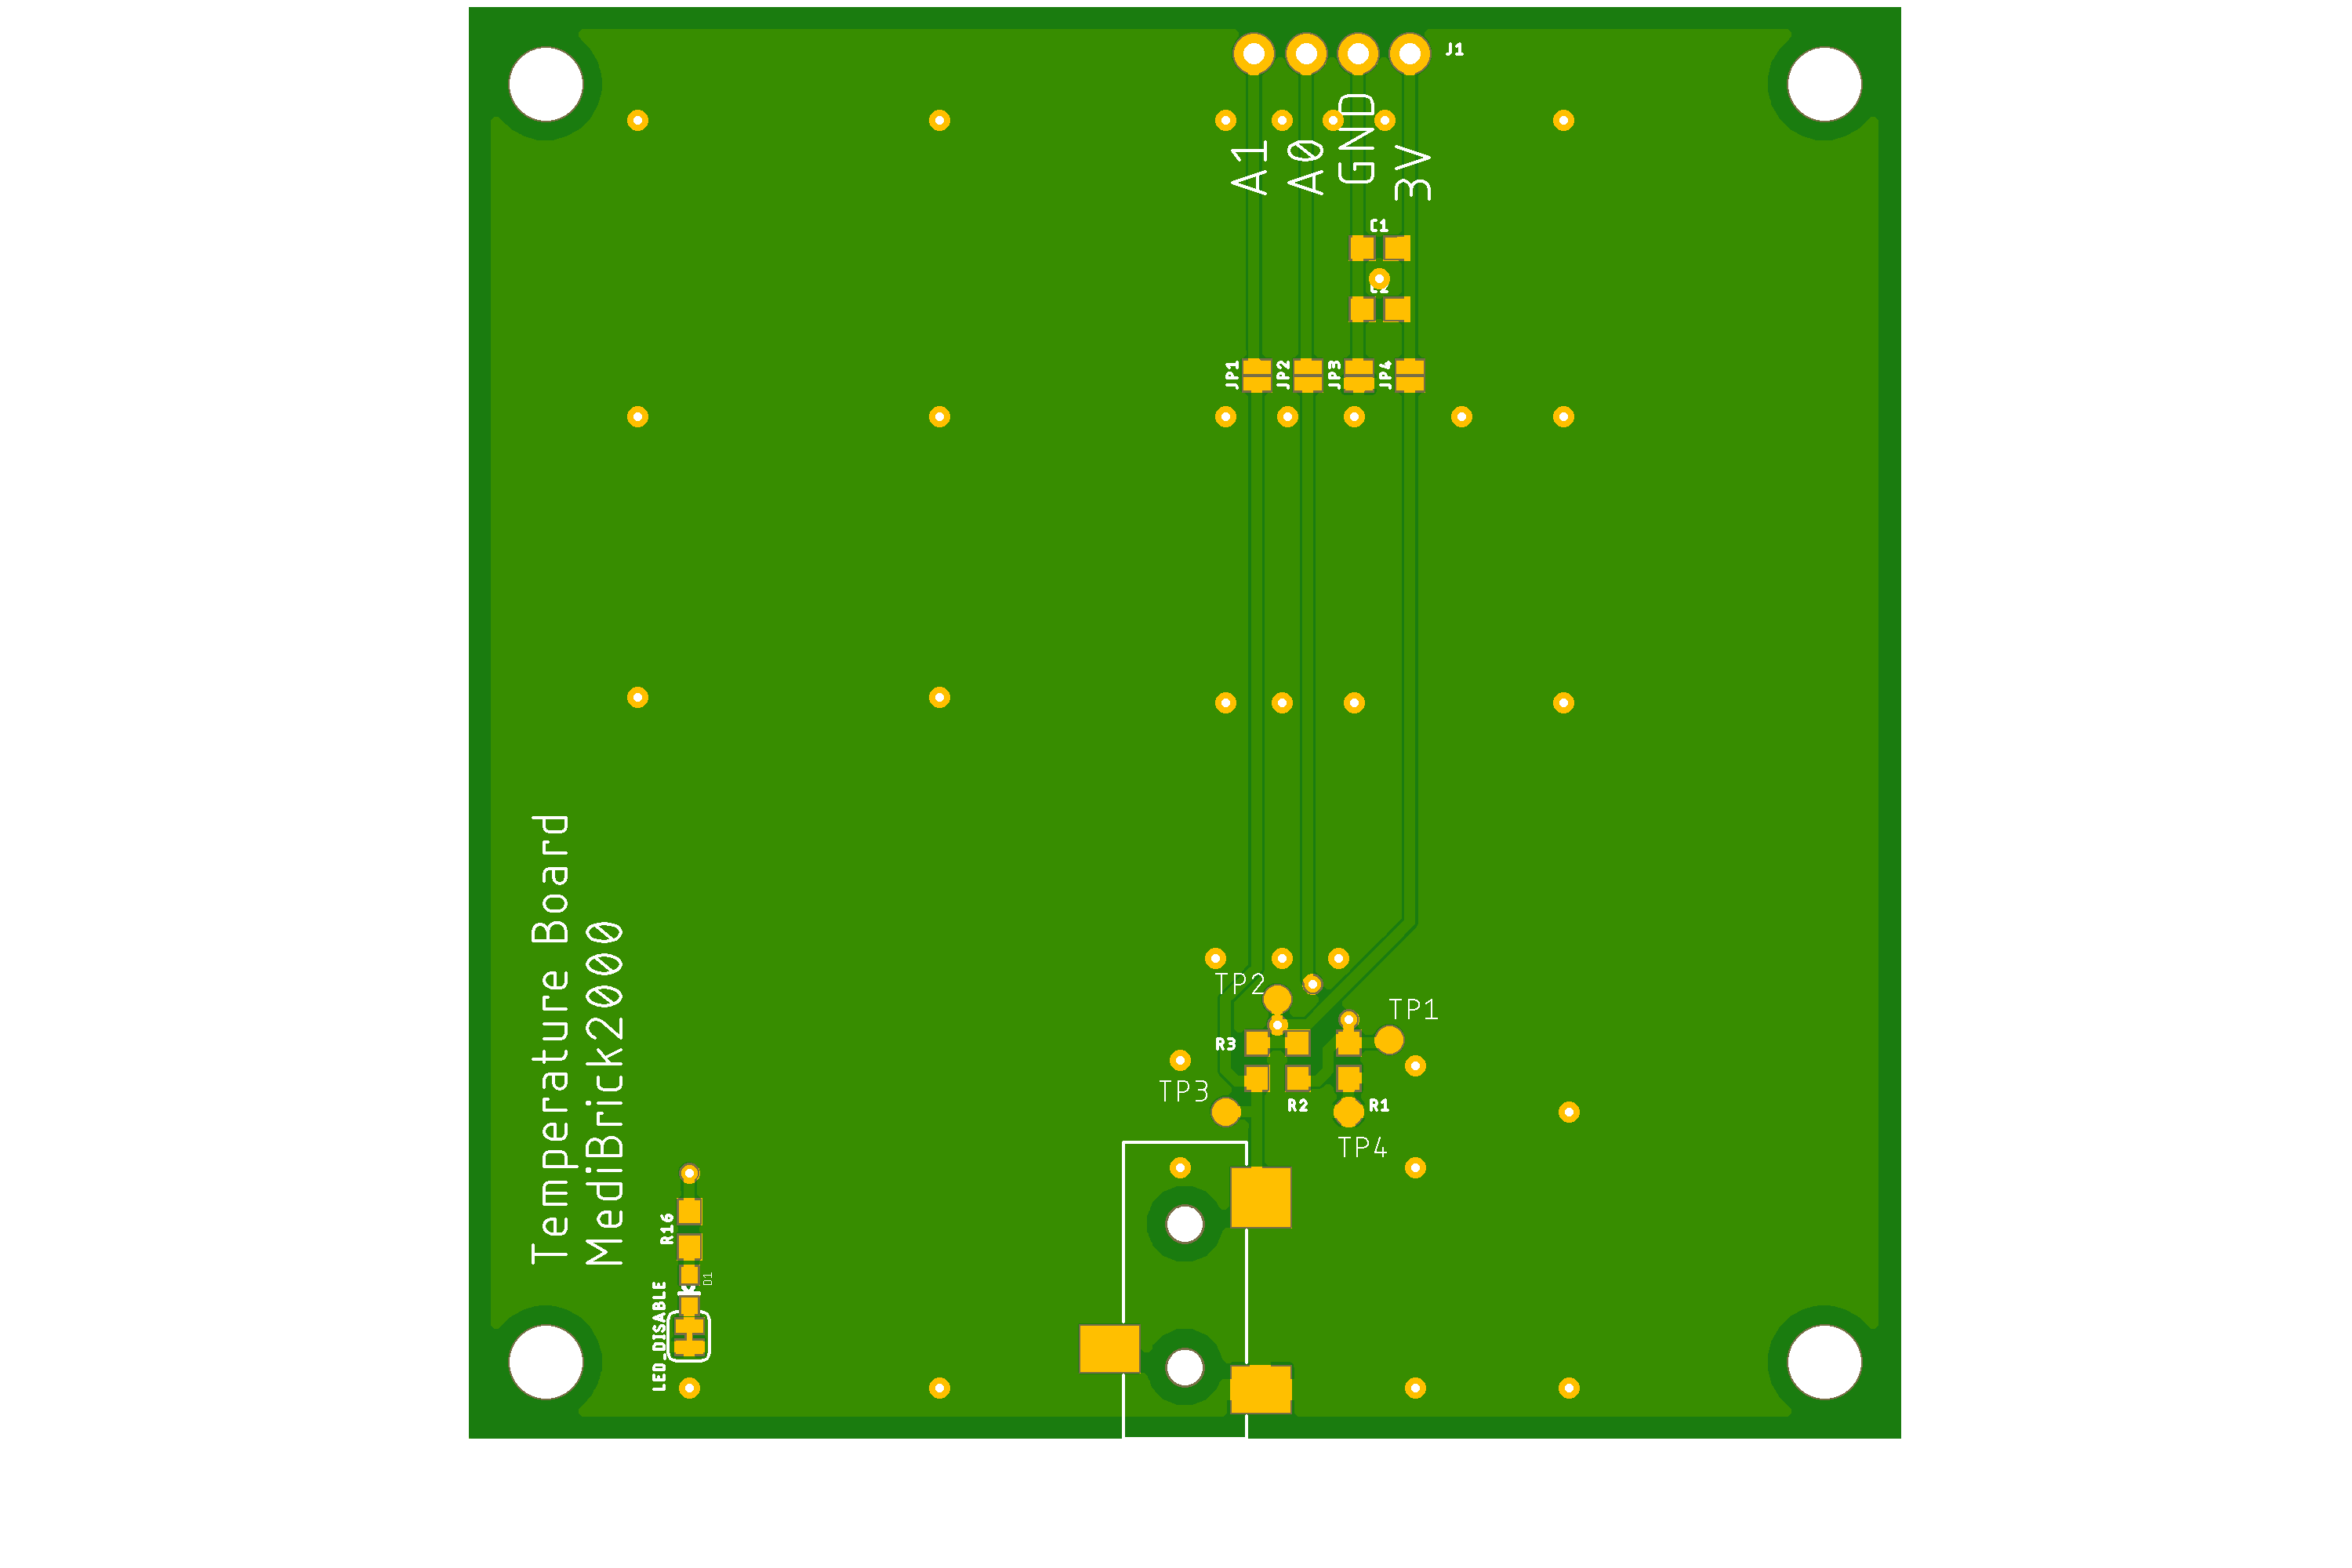 J1
A1
A0
GND
3V
C1
JP1
JP2
JP3
JP4
Temperature Board
MediBrick2000
TP2
TP1
R3
TP3
R2
R1
TP4
R16
D1
K
LED_DISABLE